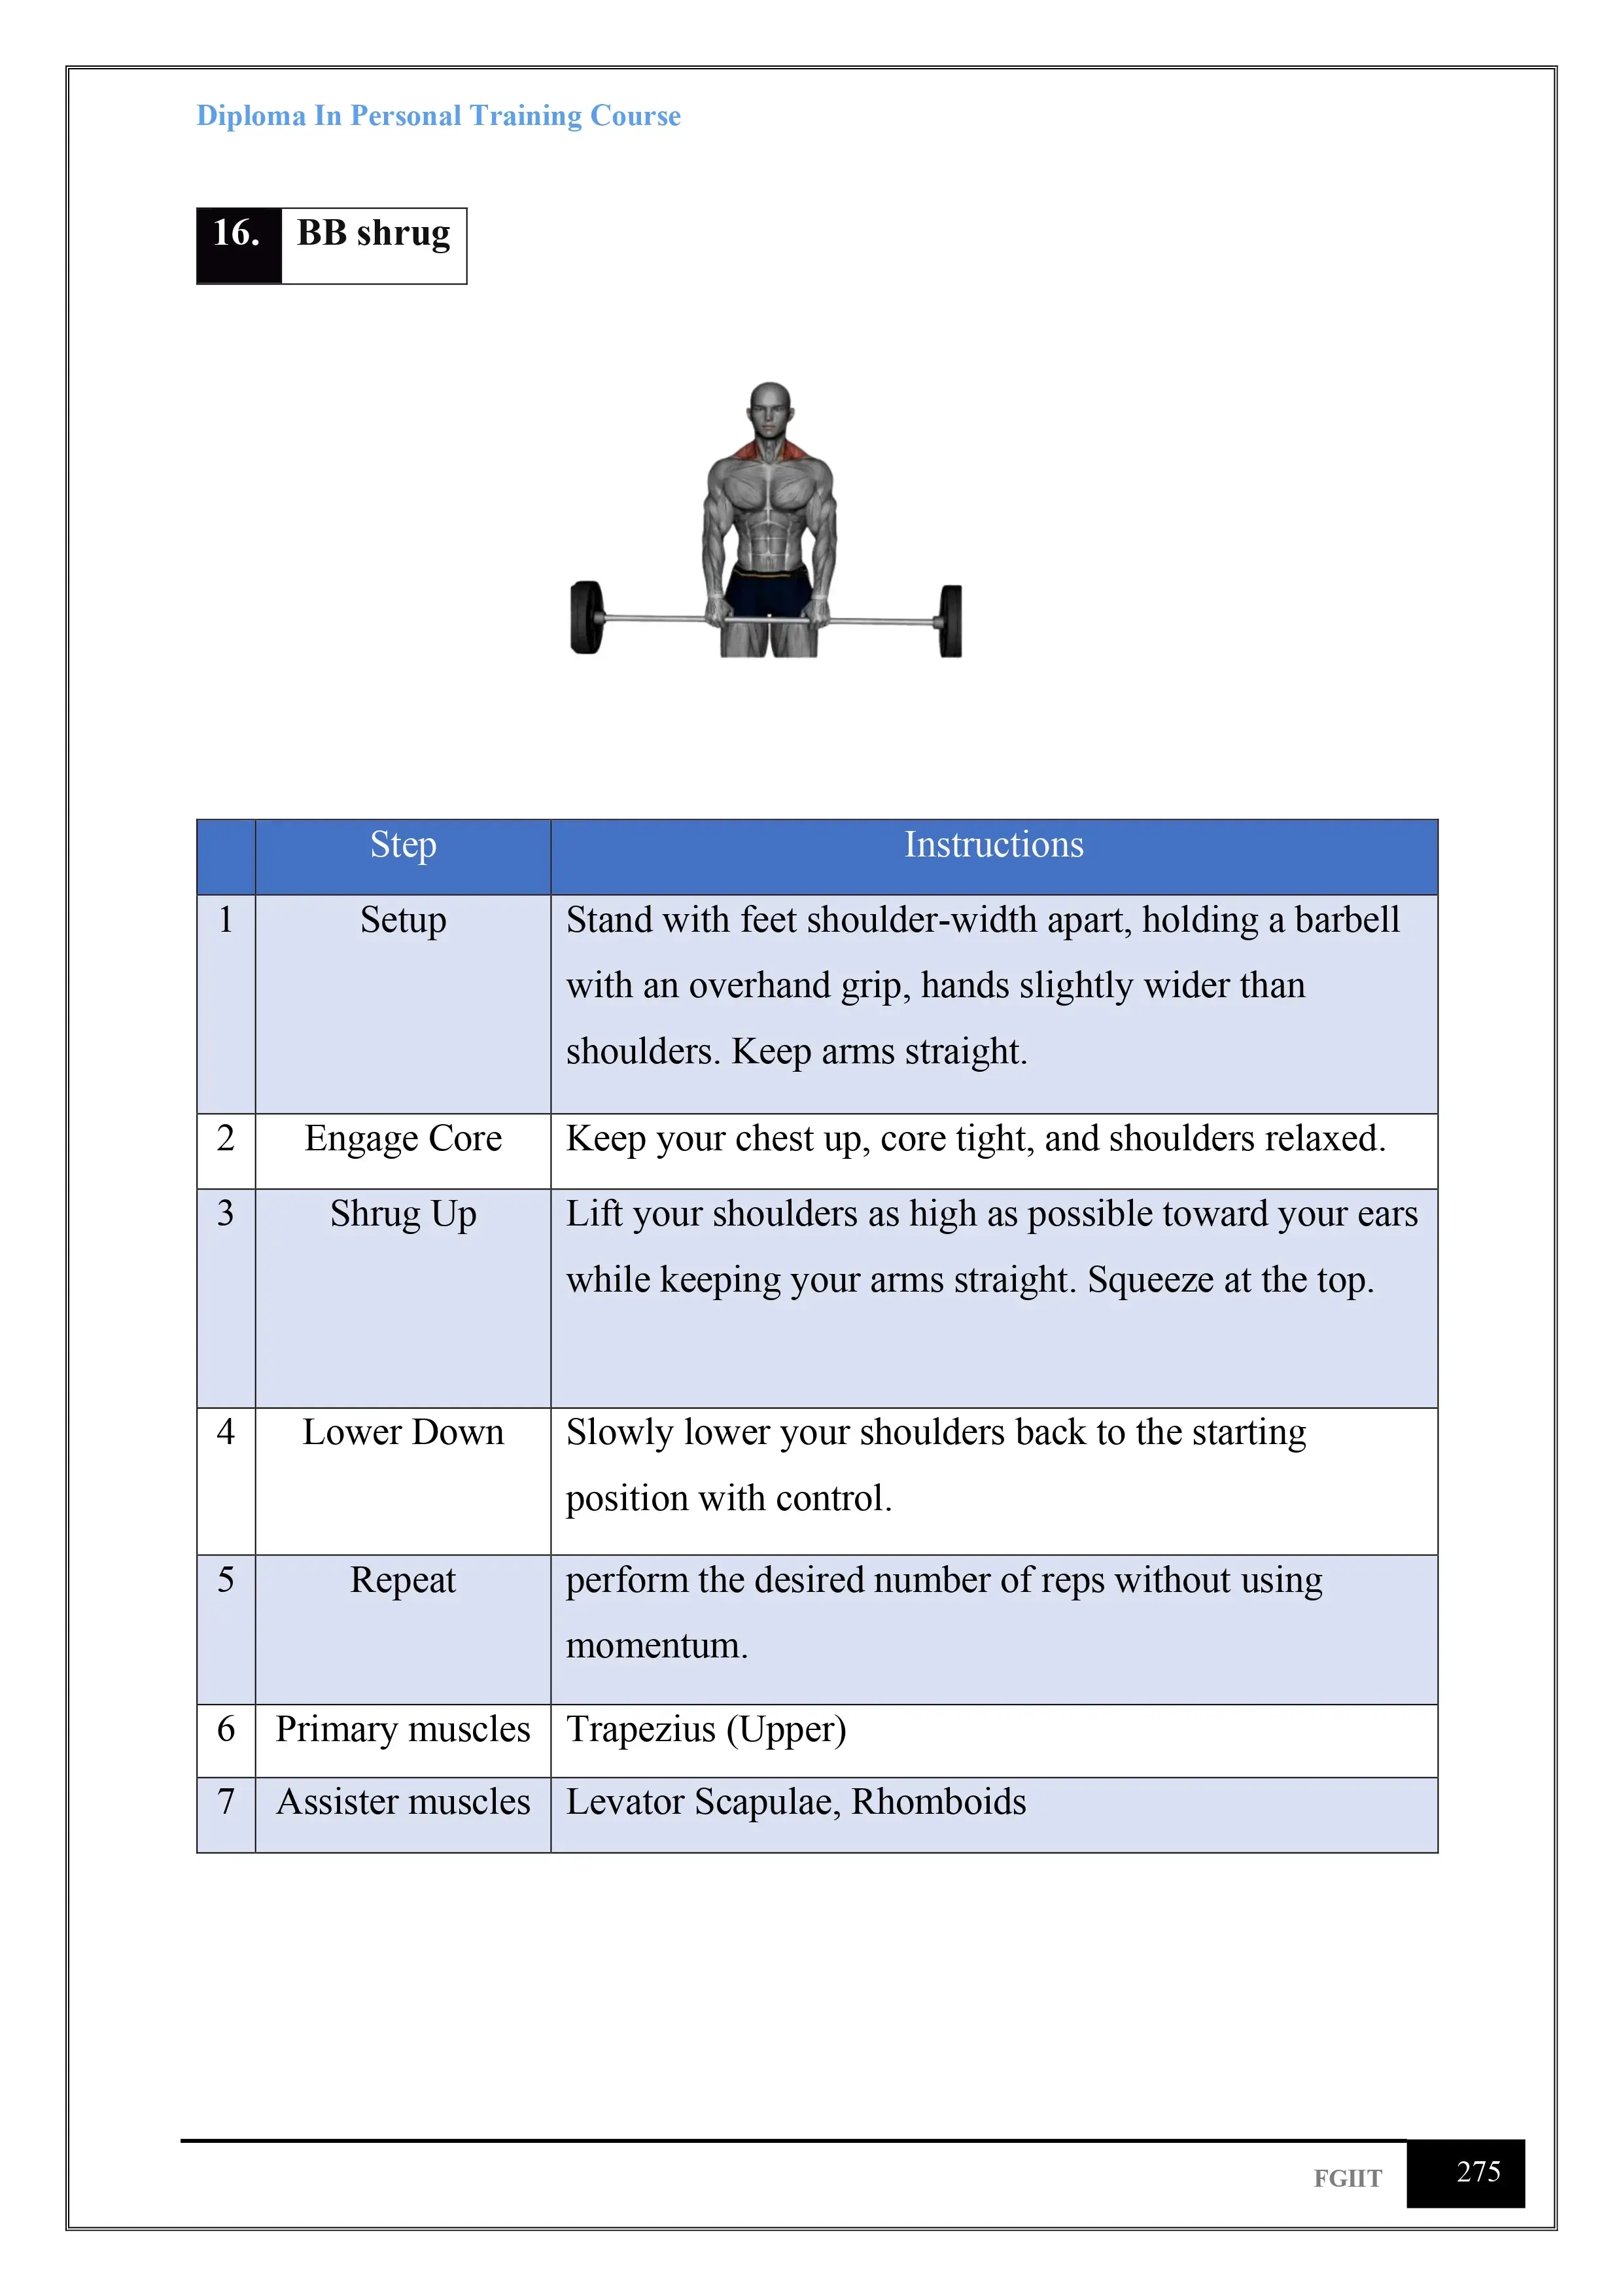 Diploma In Personal Training Course
16. BB shrug
Step Instructions
1 Setup Stand with feet shoulder-width apart, holding a barbell
with an overhand grip, hands slightly wider than
shoulders. Keep arms straight.
2 Engage Core Keep your chest up, core tight, and shoulders relaxed.
3 Shrug Up Lift your shoulders as high as possible toward your ears
while keeping your arms straight. Squeeze at the top.
4 Lower Down Slowly lower your shoulders back to the starting
position with control.
5 Repeat perform the desired number of reps without using
momentum.
6 Primary muscles Trapezius (Upper)
7 Assister muscles Levator Scapulae, Rhomboids
FGIIT 275